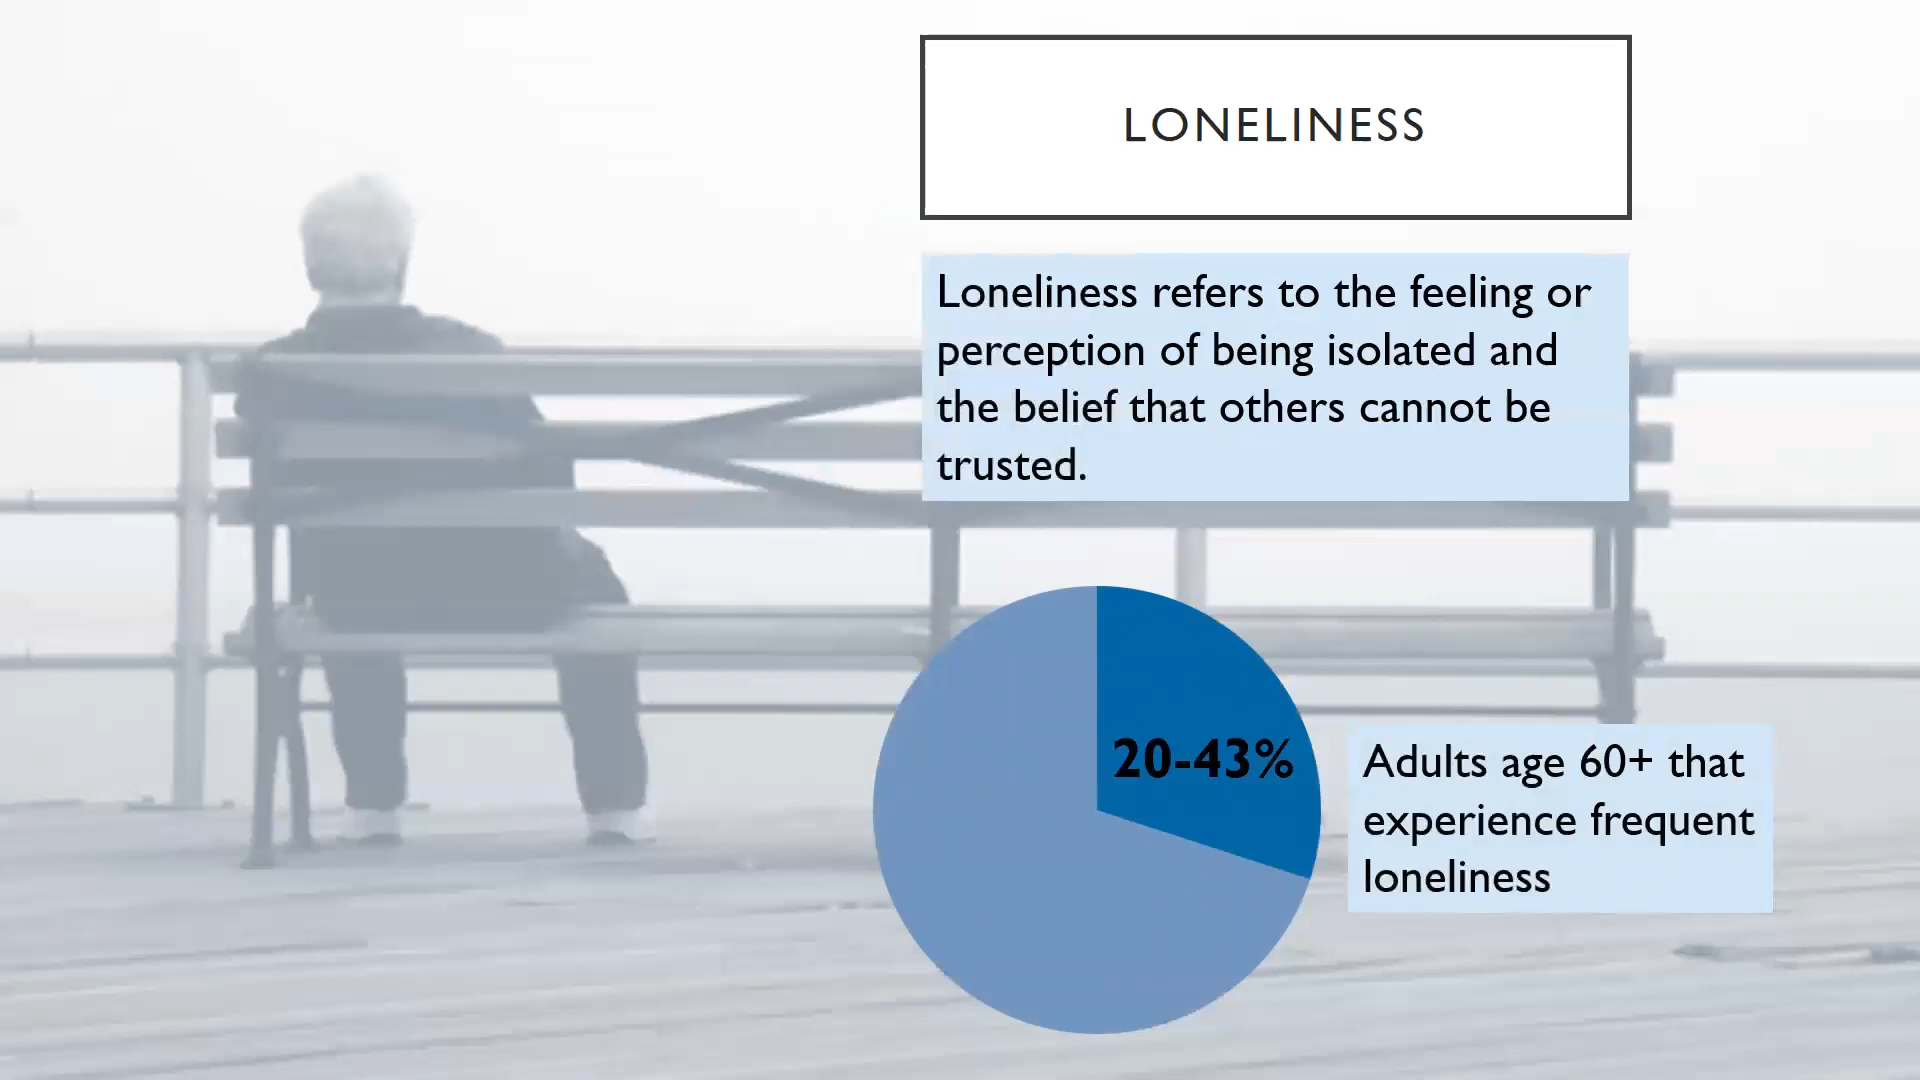 LONELINESS
Loneliness refers to the feeling or
perception of being isolated and
the belief that others cannot be
trusted.
20-43%
Adults age 60+ that
experience frequent
loneliness